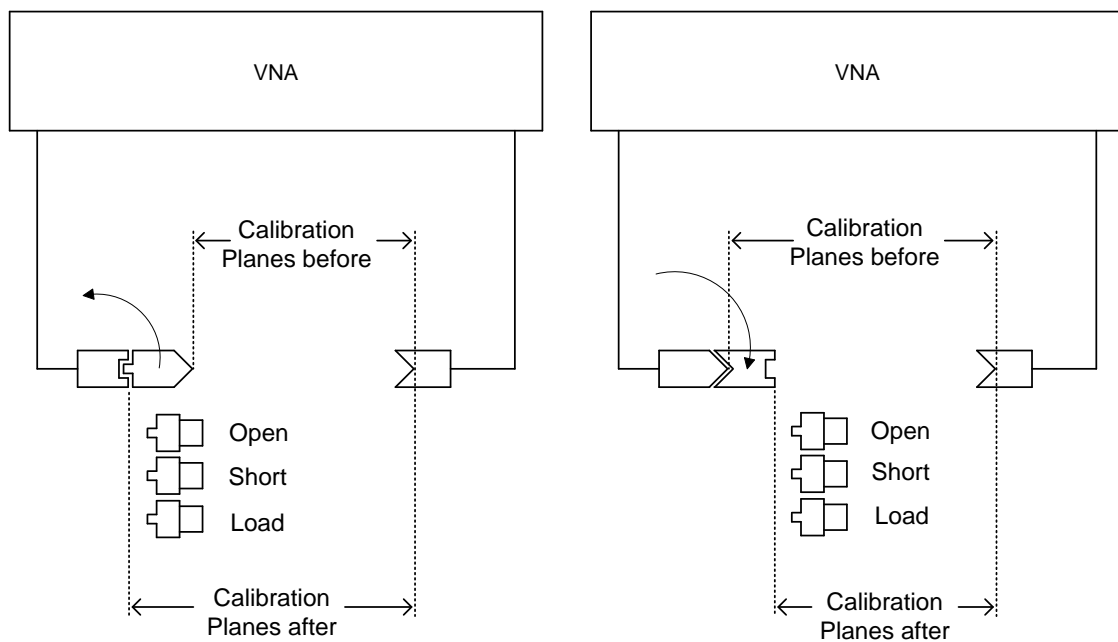 VNA
Calibration
Planes before
Open
Short
Load
Calibration
Planes after
VNA
Calibration
Planes before
Open
Short
Load
Calibration
Planes after